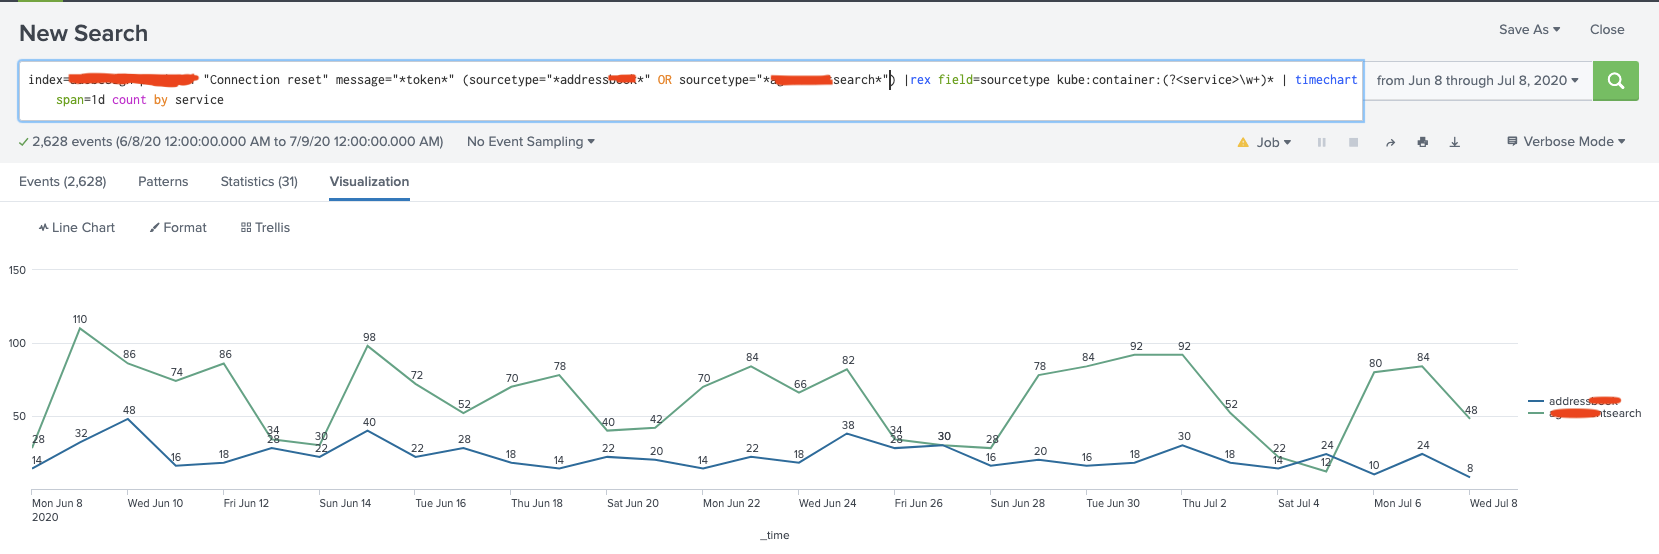 New Search
Save As
Close
index= "Connection reset" message="*token*" (sourcetype="*address *" OR sourcetype="* search*") |rex field=sourcetype kube:container:(?<service>\w+)* | timechart
span=1d count by service
from Jun 8 through Jul 8, 2020
2,628 events (6/8/20 12:00:00.000 AM to 7/9/20 12:00:00.000 AM)
No Event Sampling
Job
Verbose Mode
Events (2,628)
Patterns
Statistics (31)
Visualization
Line Chart
Format
Trellis
150
100
50
28 110 86 74 86 34 30 98 72 52 70 78 40 42 70 84 66 82 34 30 28 78 84 92 92 52 22 12 80 84 48
14 32 48 16 18 28 22 40 22 28 18 14 22 20 14 22 18 38 28 30 16 20 16 18 30 18 14 24 10 24 8
address
tsearch
Mon Jun 8 Wed Jun 10 Fri Jun 12 Sun Jun 14 Tue Jun 16 Thu Jun 18 Sat Jun 20 Mon Jun 22 Wed Jun 24 Fri Jun 26 Sun Jun 28 Tue Jun 30 Thu Jul 2 Sat Jul 4 Mon Jul 6 Wed Jul 8
2020
_time